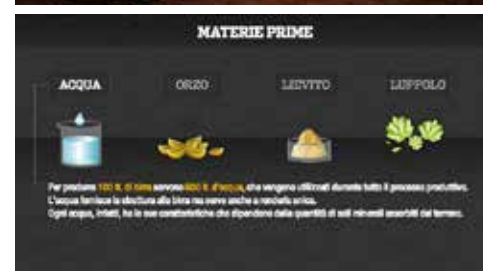 MATERIE PRIME
ACQUA ORZO LIEVITO LUPPOLO
Per produrre 100 lt. di birra servono 600 lt. d'acqua, che vengono utilizzati durante tutto il processo produttivo.
L'acqua fornisce la struttura alla birra ma serve anche a renderla unica.
Ogni acqua, infatti, ha le sue caratteristiche che dipendono dalle quantità di sali minerali assorbiti dal terreno.